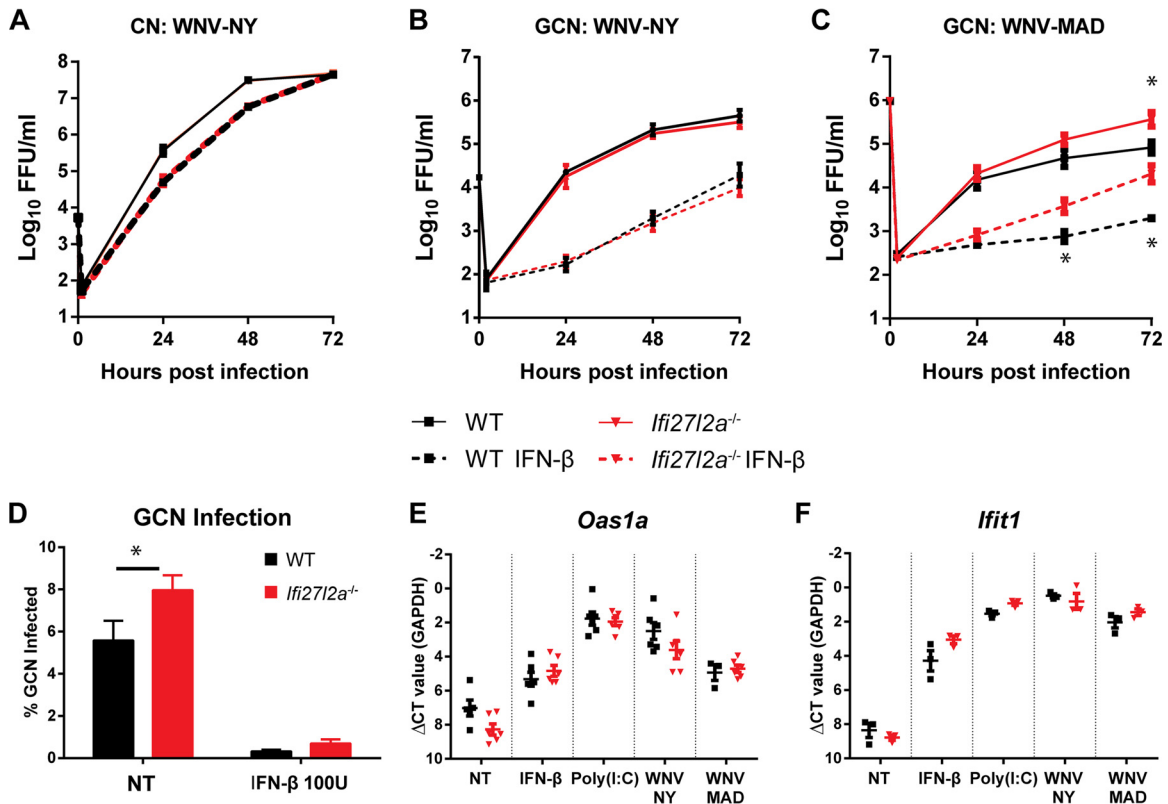 A
CN: WNV-NY
Log10 FFU/ml
8
7
6
5
4
3
2
1
0 24 48 72
Hours post infection
B
GCN: WNV-NY
Log10 FFU/ml
7
6
5
4
3
2
1
0 24 48 72
Hours post infection
C
GCN: WNV-MAD
Log10 FFU/ml
7
6
5
4
3
2
1
*
*
*
0 24 48 72
Hours post infection
WT
Ifi27l2a-/-
WT IFN-β
Ifi27l2a-/- IFN-β
D
GCN Infection
% GCN Infected
10
8
6
4
2
0
*
WT
Ifi27l2a-/-
NT IFN-β 100U
E
Oas1a
ΔCT value (GAPDH)
-2
0
2
4
6
8
10
NT IFN-β Poly(I:C) WNV NY WNV MAD
F
Ifit1
ΔCT value (GAPDH)
-2
0
2
4
6
8
10
NT IFN-β Poly(I:C) WNV NY WNV MAD